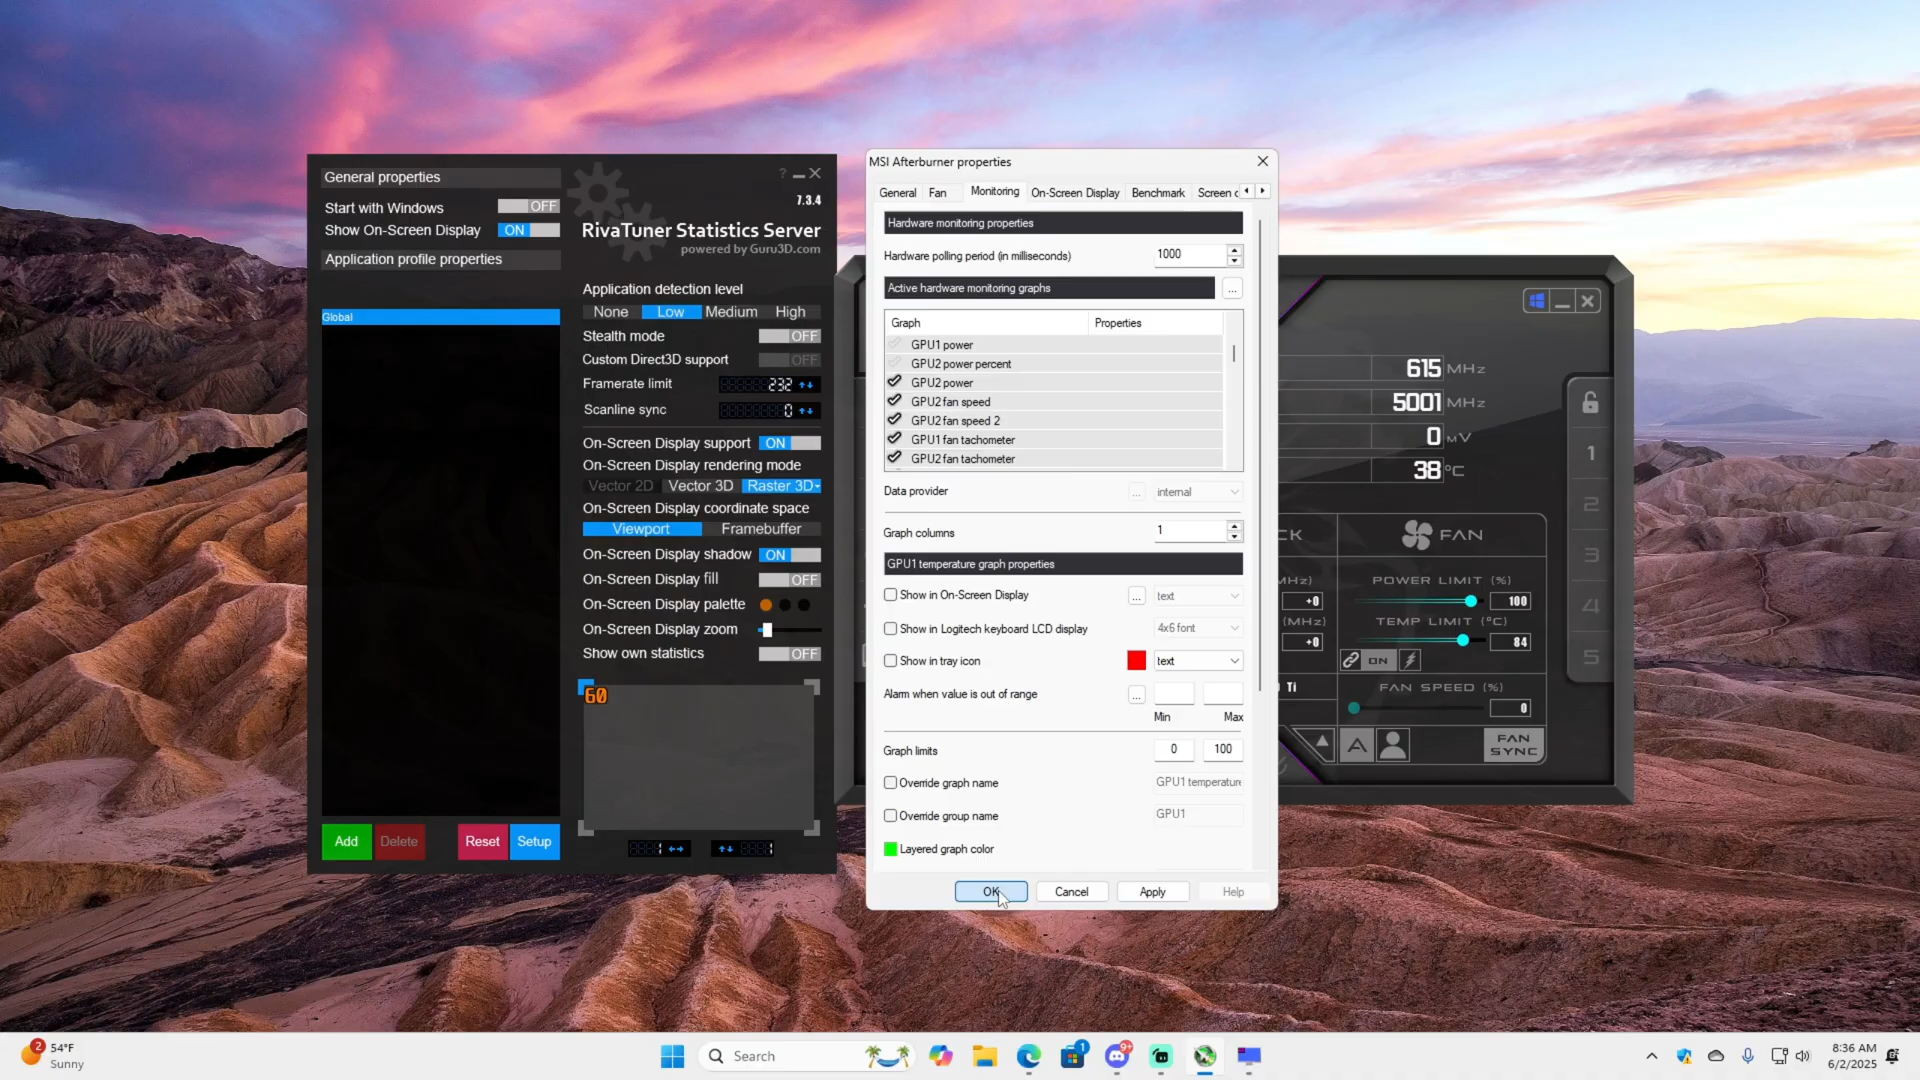 General properties
Start with Windows
OFF
Show On-Screen Display
ON
Application profile properties
Global
Add
Delete
Reset
Setup
?
7.3.4
RivaTuner Statistics Server
powered by Guru3D.com
Application detection level
None
Low
Medium
High
Stealth mode
OFF
Custom Direct3D support
OFF
Framerate limit
232
Scanline sync
0
On-Screen Display support
ON
On-Screen Display rendering mode
Vector 2D
Vector 3D
Raster 3D
On-Screen Display coordinate space
Viewport
Framebuffer
On-Screen Display shadow
ON
On-Screen Display fill
OFF
On-Screen Display palette
On-Screen Display zoom
Show own statistics
OFF
60
1
1
MSI Afterburner properties
General
Fan
Monitoring
On-Screen Display
Benchmark
Screen c
Hardware monitoring properties
Hardware polling period (in milliseconds)
1000
Active hardware monitoring graphs
...
Graph
Properties
GPU1 power
GPU2 power percent
GPU2 power
GPU2 fan speed
GPU2 fan speed 2
GPU1 fan tachometer
GPU2 fan tachometer
Data provider
...
internal
Graph columns
1
GPU1 temperature graph properties
Show in On-Screen Display
...
text
Show in Logitech keyboard LCD display
4x6 font
Show in tray icon
text
Alarm when value is out of range
...
Min
Max
Graph limits
0
100
Override graph name
GPU1 temperature
Override group name
GPU1
Layered graph color
OK
Cancel
Apply
Help
615 MHz
5001 MHz
0 mV
38 °C
1
2
3
4
5
CK
FAN
MHz)
+0
(MHz)
+0
POWER LIMIT (%)
100
TEMP LIMIT (°C)
84
ON
Ti
FAN SPEED (%)
0
A
FAN
SYNC
2
54°F
Sunny
Search
1
9+
8:36 AM
6/2/2025